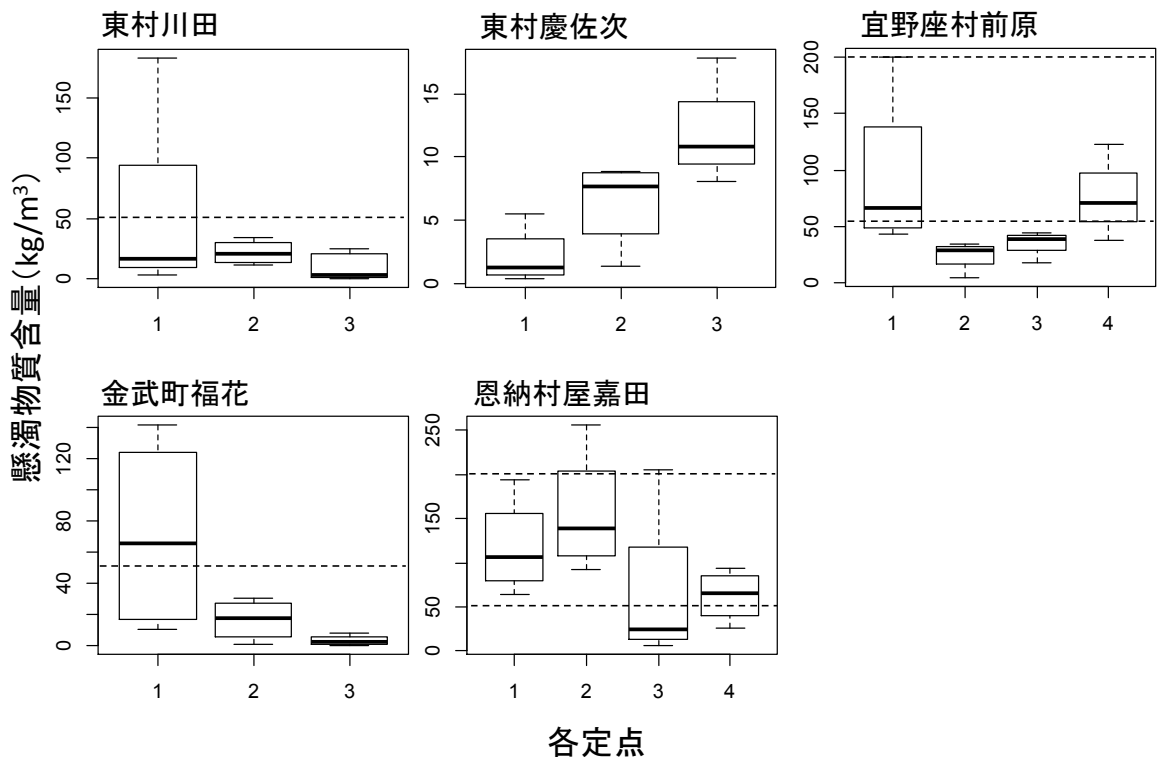 東村川田
東村慶佐次
宜野座村前原
懸濁物質含量(kg/m³)
0 50 100 150
1 2 3
0 5 10 15
1 2 3
0 50 100 150 200
1 2 3 4
金武町福花
恩納村屋嘉田
0 40 80 120
1 2 3
0 50 150 250
1 2 3 4
各定点